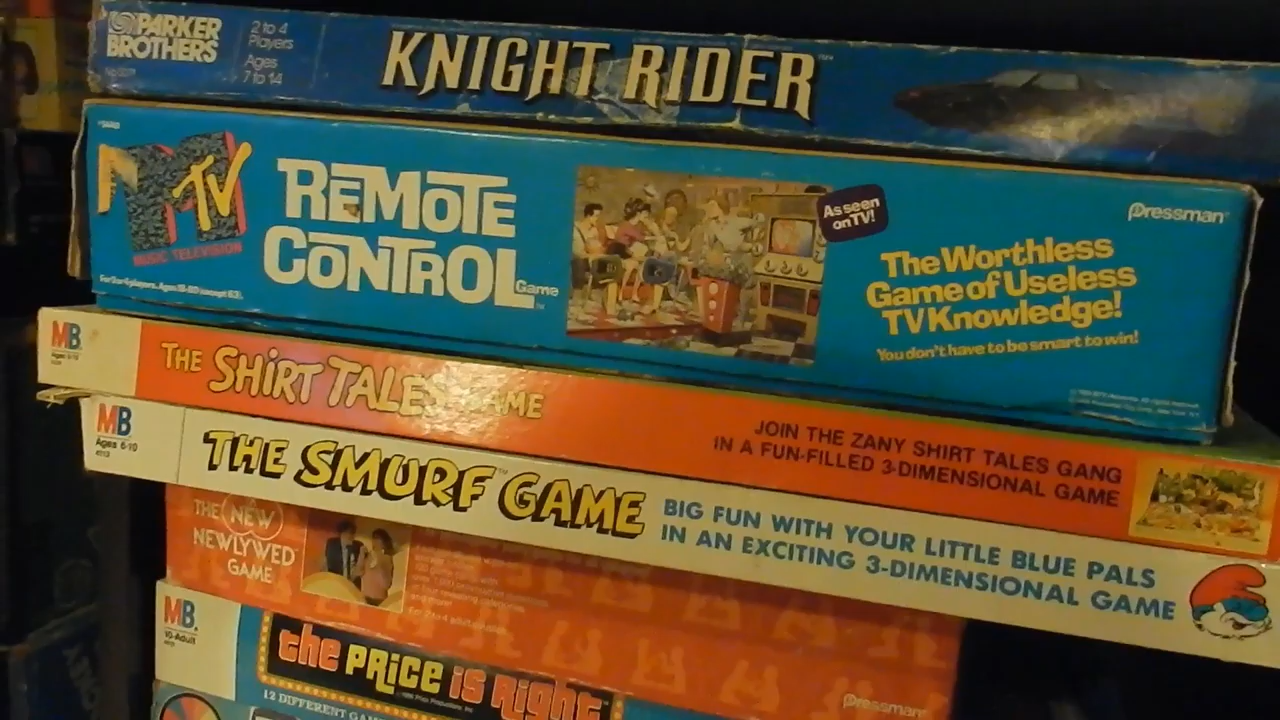 PARKER
BROTHERS
2 to 4
Players
Ages
7 to 14
KNIGHT RIDER
MTV
MUSIC TELEVISION
REMOTE
CONTROL
Game
As seen
on TV!
Pressman
The Worthless
Game of Useless
TV Knowledge!
You don't have to be smart to win!
MB
THE SHIRT TALES GAME
JOIN THE ZANY SHIRT TALES GANG
IN A FUN-FILLED 3-DIMENSIONAL GAME
MB
Ages 6-10
THE SMURF GAME
BIG FUN WITH YOUR LITTLE BLUE PALS
IN AN EXCITING 3-DIMENSIONAL GAME
THE NEW
NEWLYWED
GAME
Pressman
MB
10-Adult
the PRICE iS RigHt
12 DIFFERENT